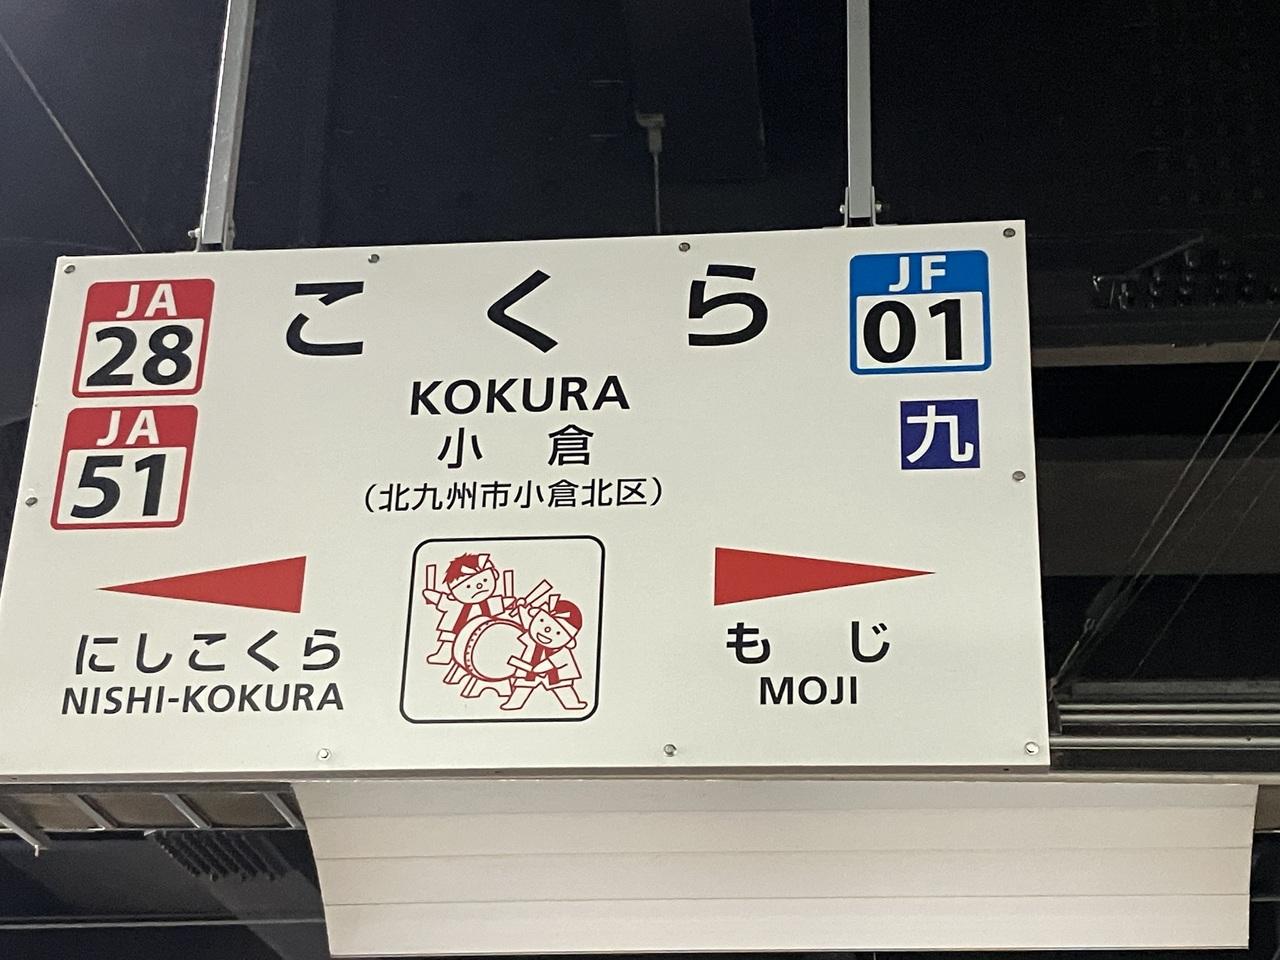 JA
28
こくら
JF
01
KOKURA
小倉
九
JA
51
（北九州市小倉北区）
にしこくら
NISHI-KOKURA
もじ
MOJI